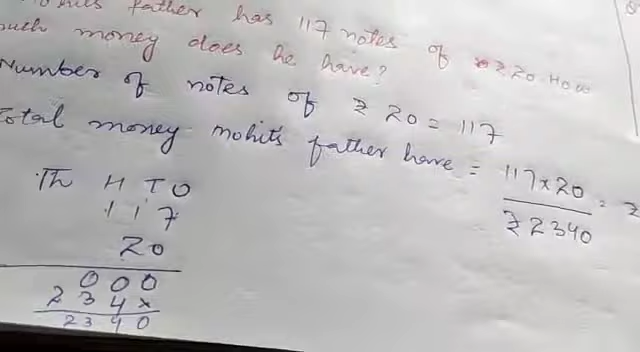 father has 117 notes of ₹20. How
much money does he have?
Number of notes of ₹ 20 = 117
Total money mohits father have = 117x20 = ₹
₹2340
Th H T O
1 1 7
20
0 0 0
2 3 4 x
2 3 4 0